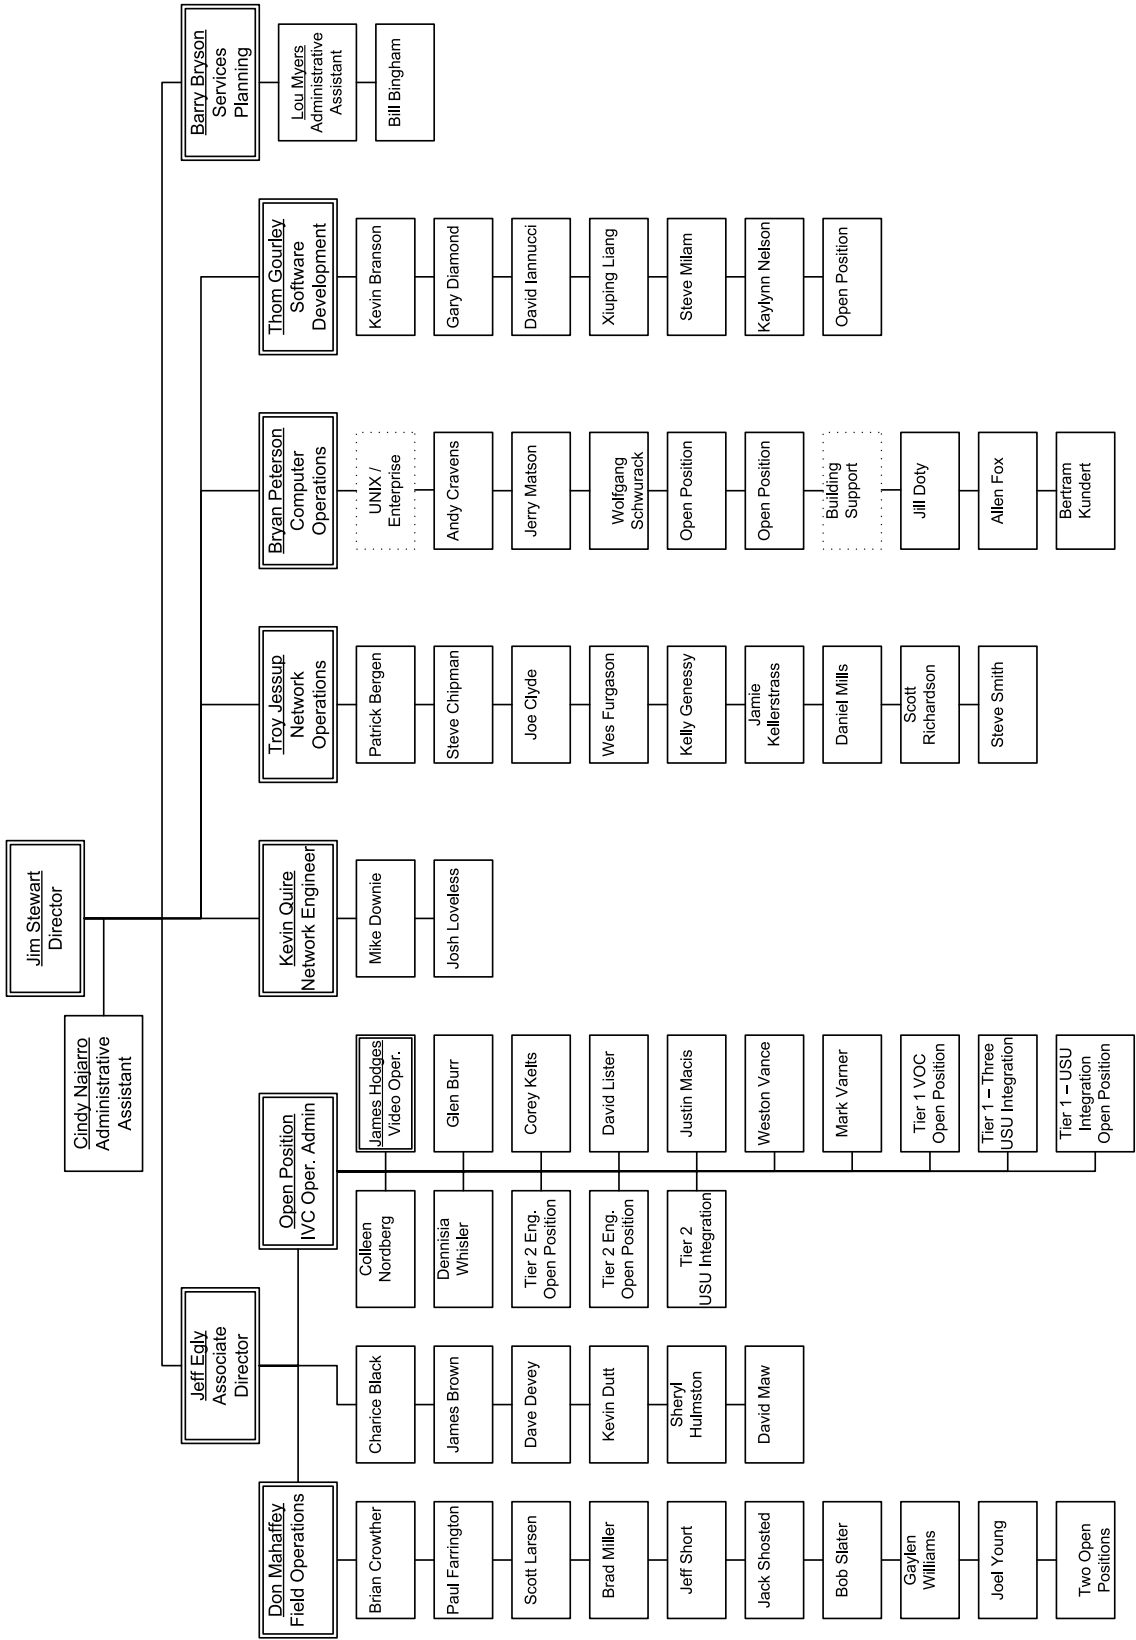 Jim Stewart
Director
Cindy Najarro
Administrative
Assistant
Jeff Egly
Associate
Director
Barry Bryson
Services
Planning
Don Mahaffey
Field Operations
Open Position
IVC Oper. Admin
Kevin Quire
Network Engineer
Troy Jessup
Network
Operations
Bryan Peterson
Computer
Operations
Thom Gourley
Software
Development
Lou Myers
Administrative
Assistant
Bill Bingham
Brian Crowther
Paul Farrington
Scott Larsen
Brad Miller
Jeff Short
Jack Shosted
Bob Slater
Gaylen
Williams
Joel Young
Two Open
Positions
Charice Black
James Brown
Dave Devey
Kevin Dutt
Sheryl
Hulmston
David Maw
Colleen
Nordberg
Dennisia
Whisler
Tier 2 Eng.
Open Position
Tier 2 Eng.
Open Position
Tier 2
USU Integration
James Hodges
Video Oper.
Glen Burr
Corey Kelts
David Lister
Justin Macis
Weston Vance
Mark Varner
Tier 1 VOC
Open Position
Tier 1 – Three
USU Integration
Tier 1 – USU
Integration
Open Position
Mike Downie
Josh Loveless
Patrick Bergen
Steve Chipman
Joe Clyde
Wes Furgason
Kelly Genessy
Jamie
Kellerstrass
Daniel Mills
Scott
Richardson
Steve Smith
UNIX /
Enterprise
Andy Cravens
Jerry Matson
Wolfgang
Schwurack
Open Position
Open Position
Building
Support
Jill Doty
Allen Fox
Bertram
Kundert
Kevin Branson
Gary Diamond
David Iannucci
Xiuping Liang
Steve Milam
Kaylynn Nelson
Open Position